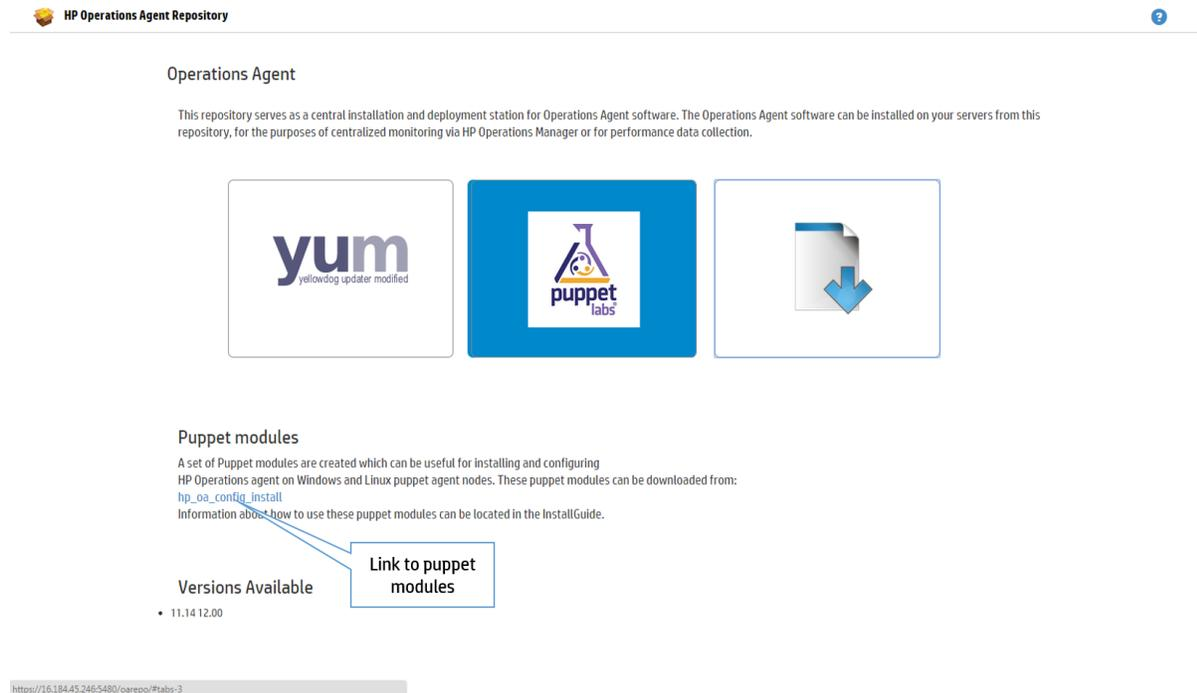 HP Operations Agent Repository
?
Operations Agent
This repository serves as a central installation and deployment station for Operations Agent software. The Operations Agent software can be installed on your servers from this
repository, for the purposes of centralized monitoring via HP Operations Manager or for performance data collection.
yum
yellowdog updater modified
puppet
labs
Puppet modules
A set of Puppet modules are created which can be useful for installing and configuring
HP Operations agent on Windows and Linux puppet agent nodes. These puppet modules can be downloaded from:
hp_oa_config_install
Information about how to use these puppet modules can be located in the InstallGuide.
Link to puppet
modules
Versions Available
• 11.14 12.00
https://16.184.45.246:5480/oarepo/#tabs-3